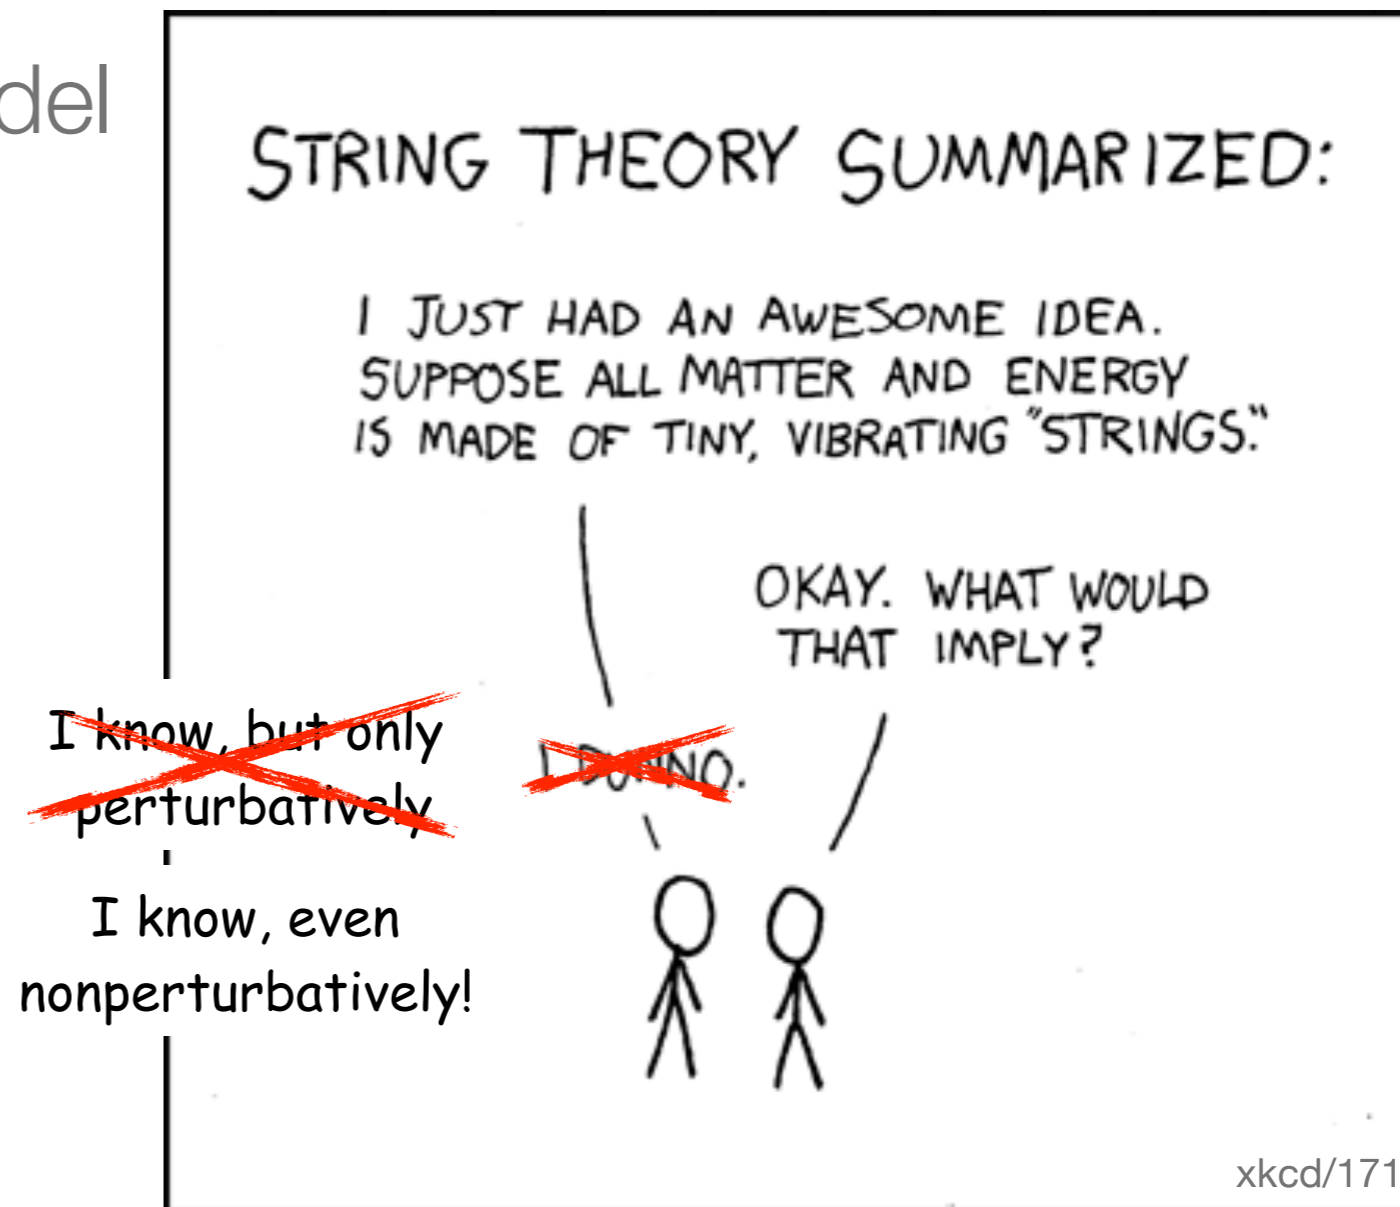 del
STRING THEORY SUMMARIZED:
I JUST HAD AN AWESOME IDEA.
SUPPOSE ALL MATTER AND ENERGY
IS MADE OF TINY, VIBRATING "STRINGS."
OKAY. WHAT WOULD
THAT IMPLY?
I know, but only
perturbatively
I DUNNO.
I know, even
nonperturbatively!
xkcd/171